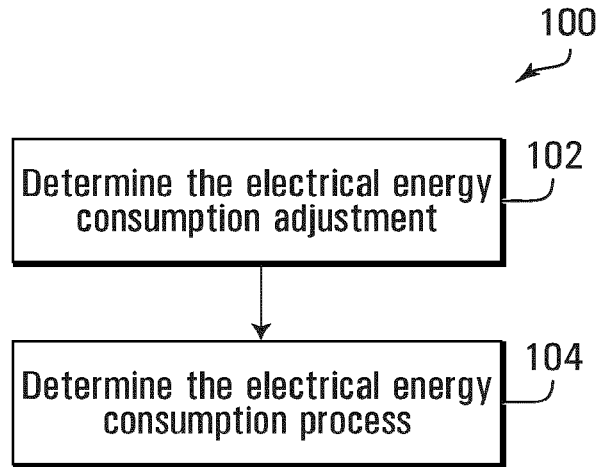 100
Determine the electrical energy
consumption adjustment
102
Determine the electrical energy
consumption process
104